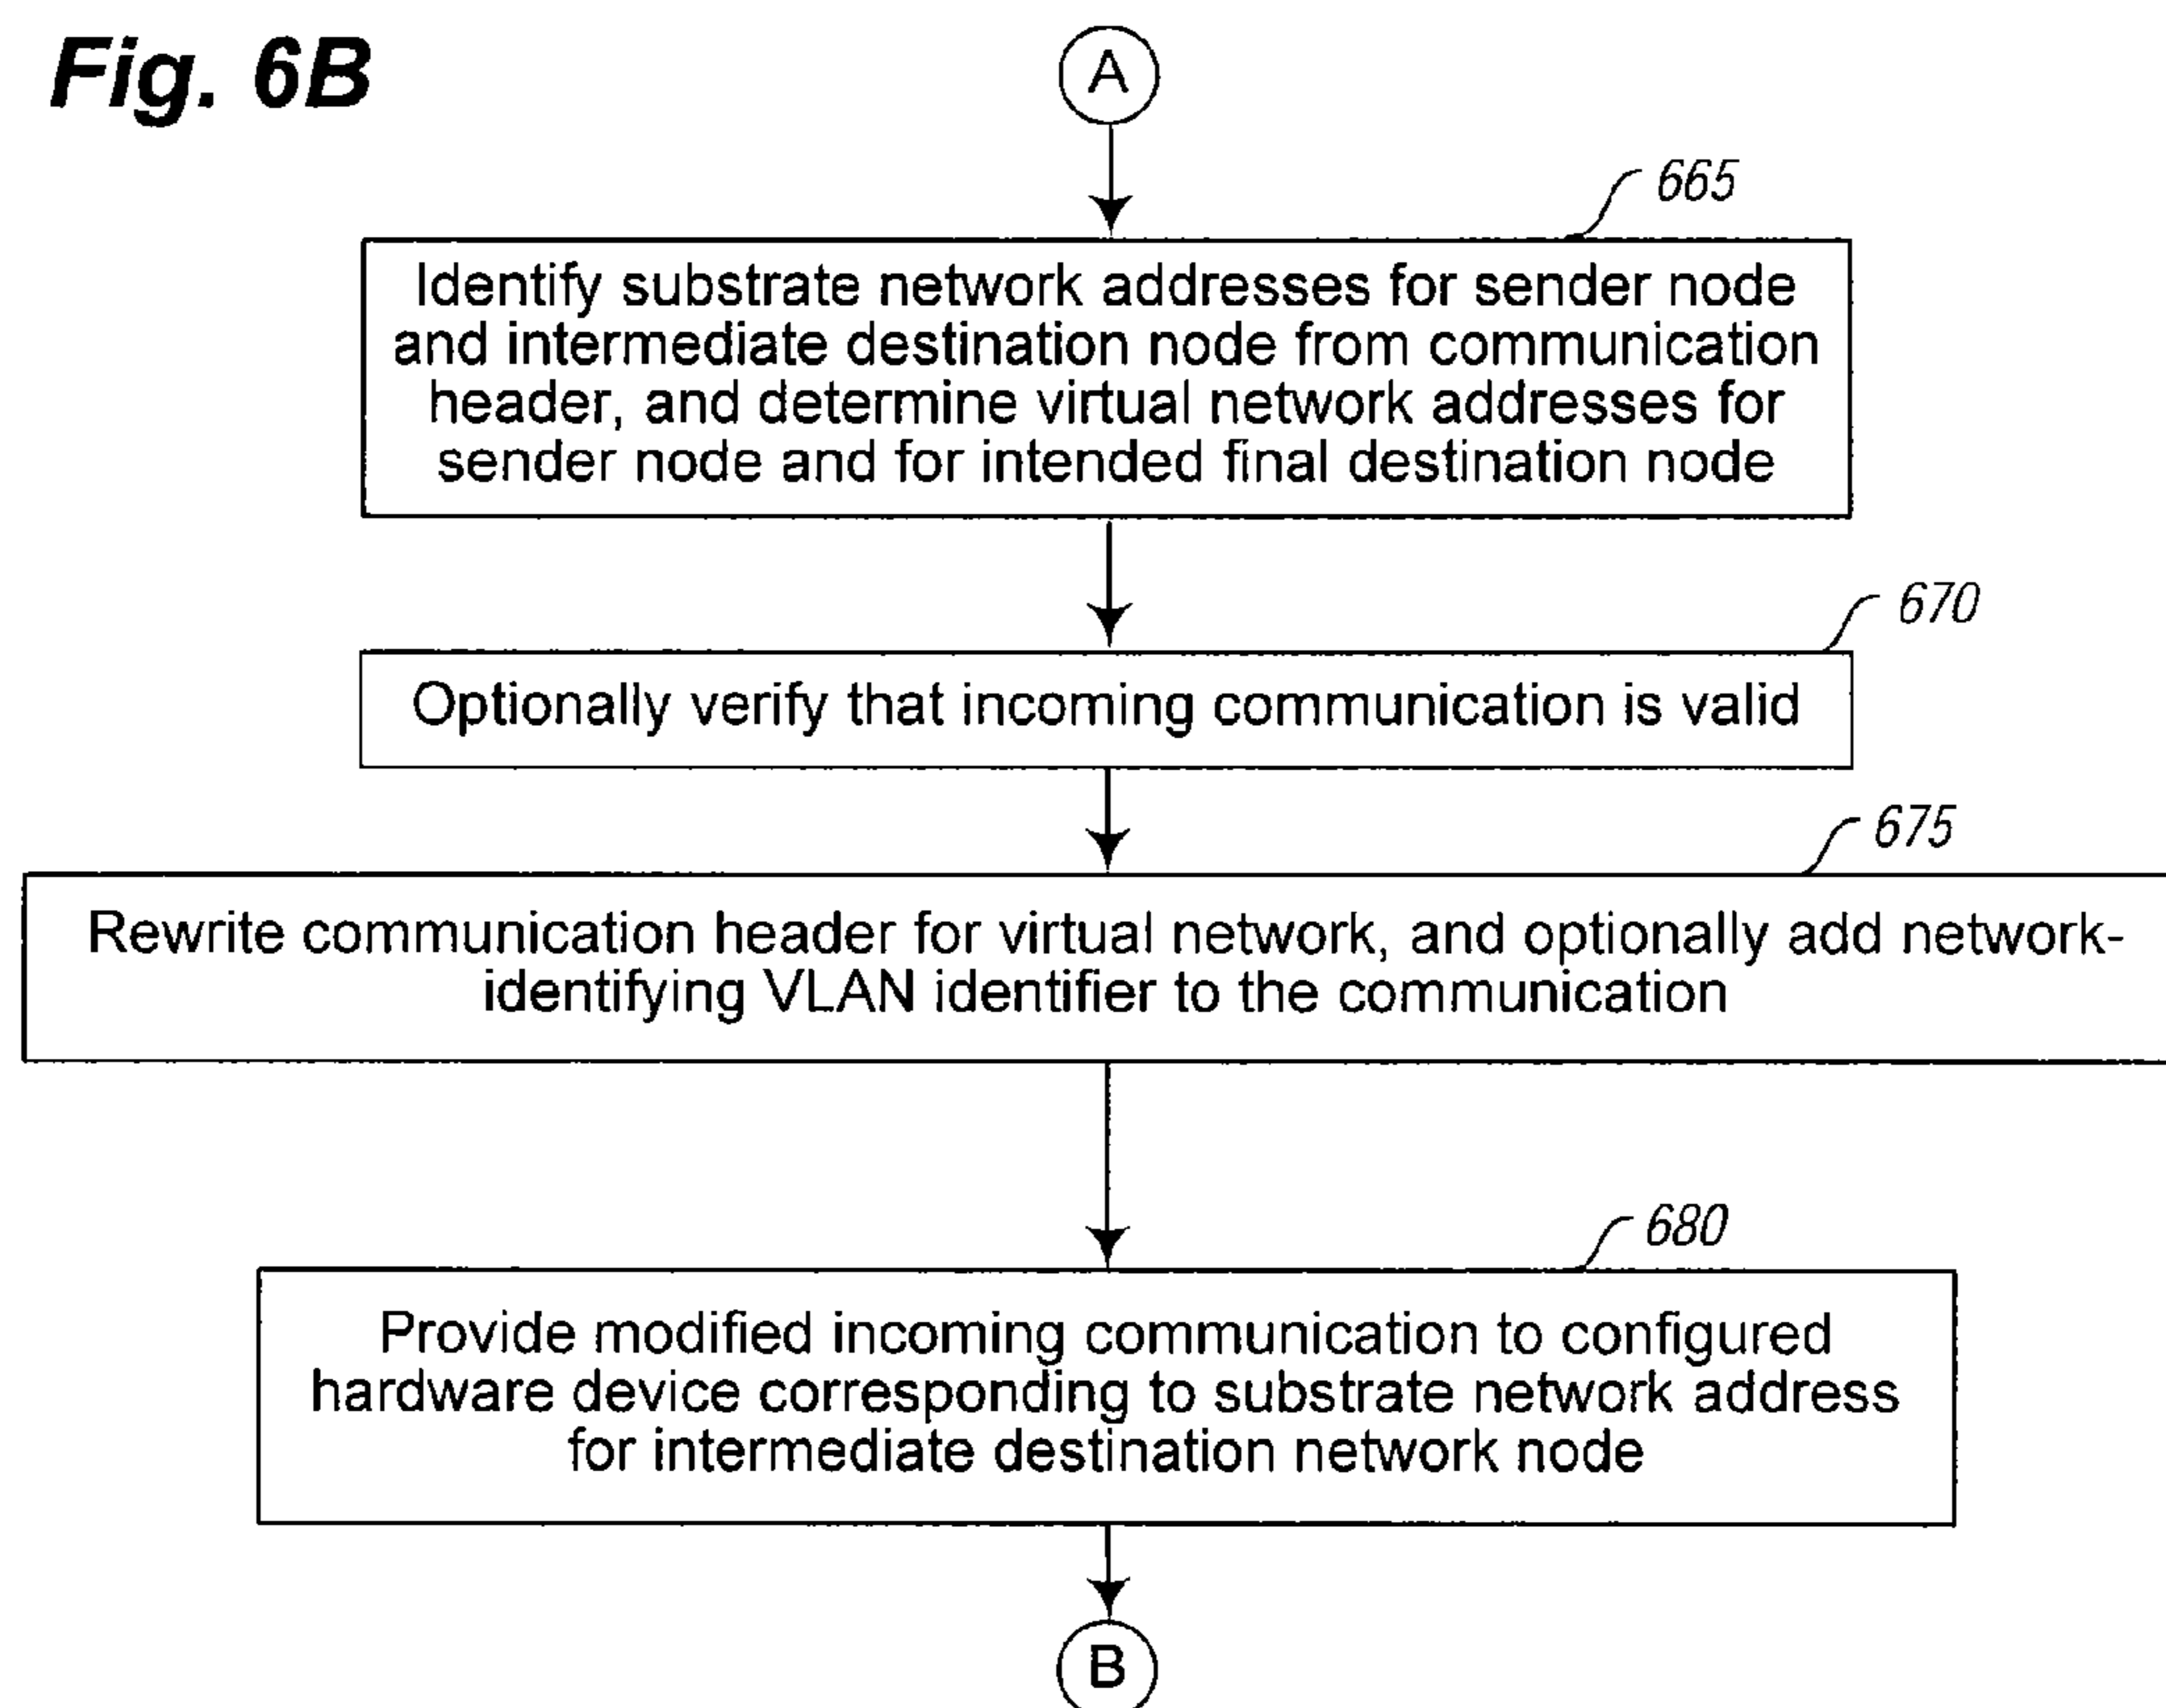 Fig. 6B
A
665
Identify substrate network addresses for sender node
and intermediate destination node from communication
header, and determine virtual network addresses for
sender node and for intended final destination node
670
Optionally verify that incoming communication is valid
675
Rewrite communication header for virtual network, and optionally add network-
identifying VLAN identifier to the communication
680
Provide modified incoming communication to configured
hardware device corresponding to substrate network address
for intermediate destination network node
B